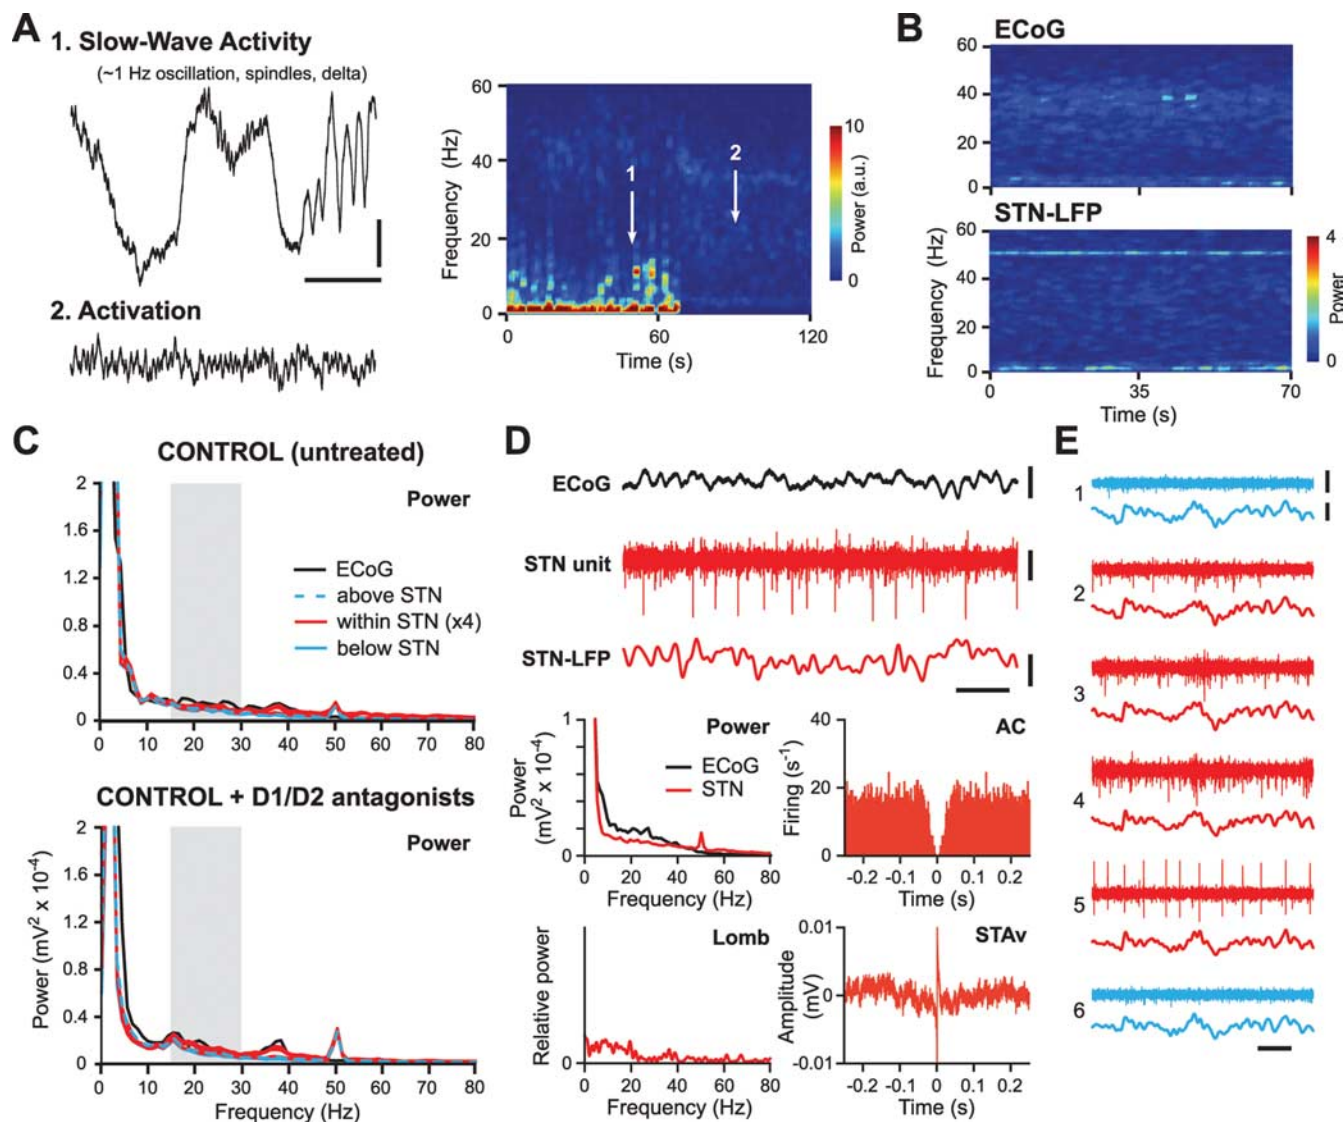 A
1. Slow-Wave Activity
(~1 Hz oscillation, spindles, delta)
2. Activation
Frequency (Hz)
60
40
20
0
1
2
0
60
120
Time (s)
10
0
Power (a.u.)
B
ECoG
60
40
20
0
STN-LFP
Frequency (Hz)
60
40
20
0
0
35
70
Time (s)
4
0
Power
C
CONTROL (untreated)
Power
2
1.6
1.2
0.8
0.4
0
ECoG
above STN
within STN (x4)
below STN
0 10 20 30 40 50 60 70 80
CONTROL + D1/D2 antagonists
Power
2
1.6
1.2
0.8
0.4
0
Power (mV² x 10⁻⁴)
0 10 20 30 40 50 60 70 80
Frequency (Hz)
D
ECoG
STN unit
STN-LFP
Power
1
0
Power
(mV² x 10⁻⁴)
ECoG
STN
0 20 40 60 80
Frequency (Hz)
AC
40
20
0
Firing (s⁻¹)
-0.2 -0.1 0 0.1 0.2
Time (s)
Lomb
Relative power
0
0 20 40 60 80
Frequency (Hz)
STAv
0.01
0
-0.01
Amplitude
(mV)
-0.2 -0.1 0 0.1 0.2
Time (s)
E
1
2
3
4
5
6